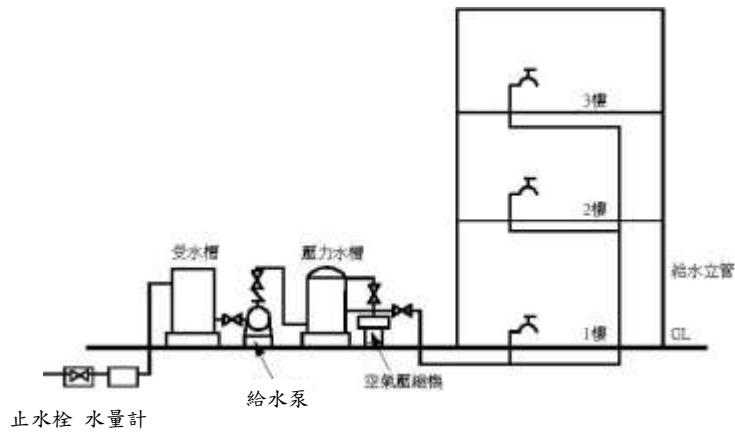 3樓
2樓
受水槽
壓力水槽
給水立管
1樓
GL
空氣壓縮機
給水泵
止水栓 水量計